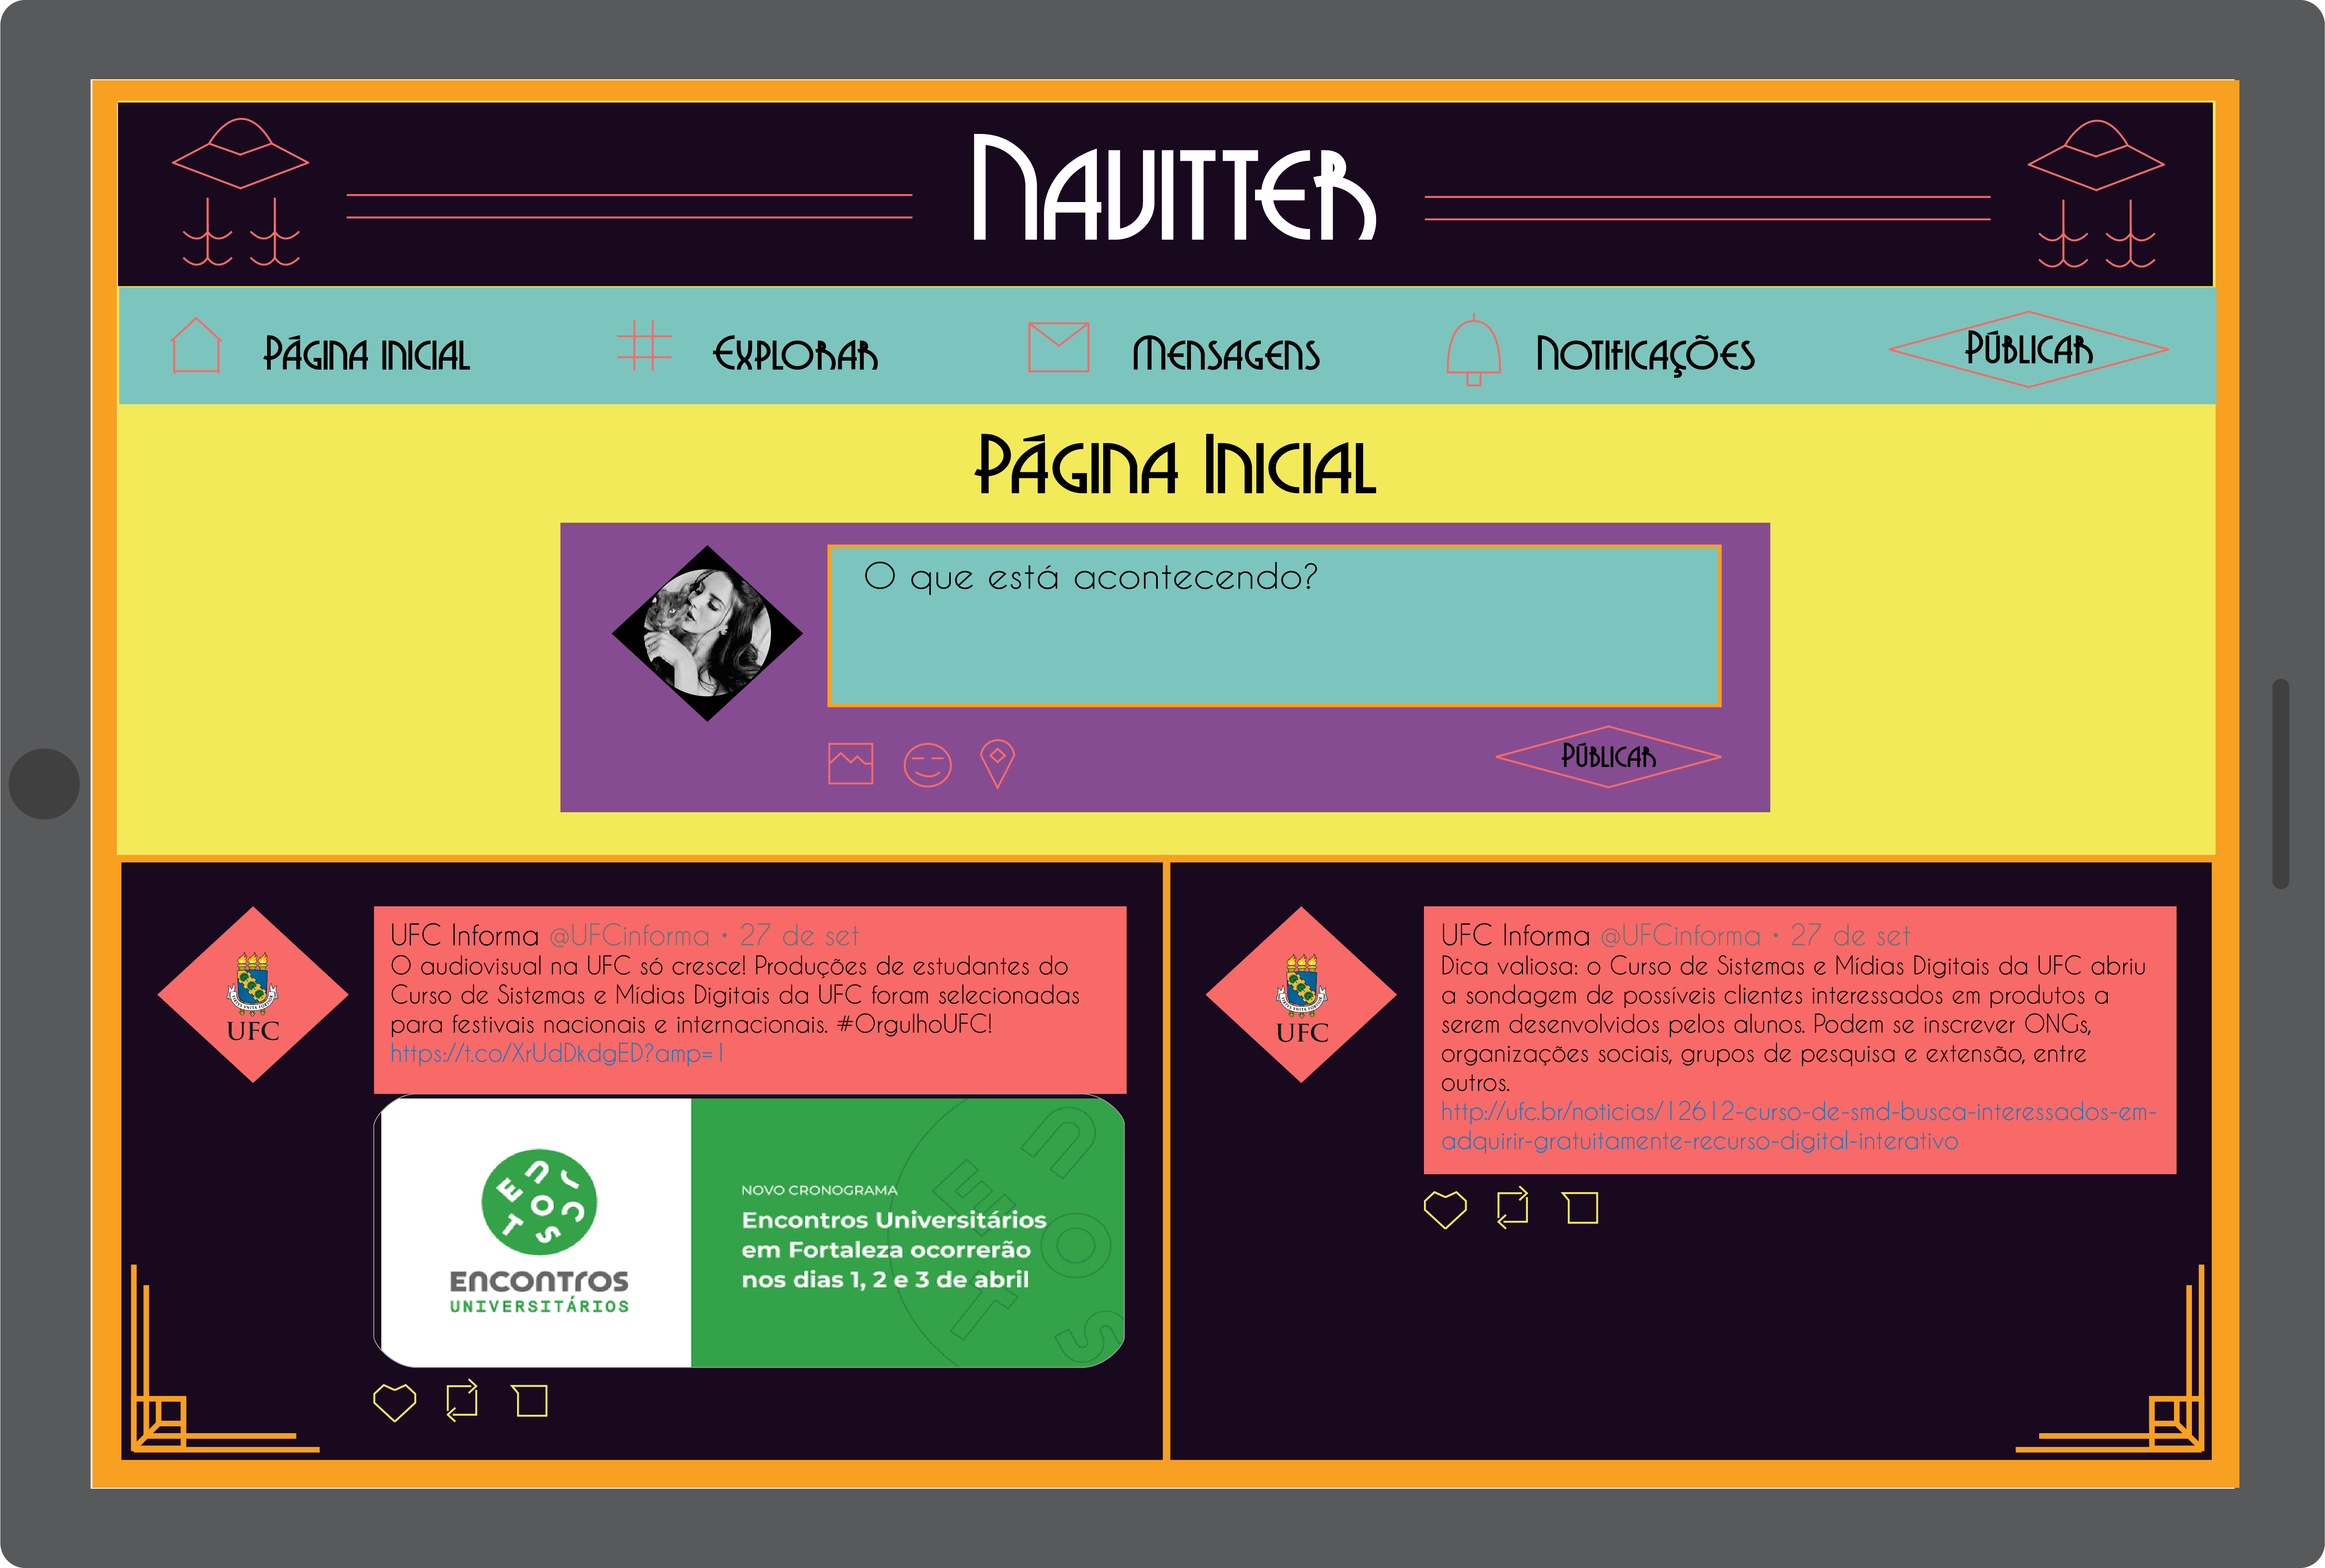 NAVITTER
PÁGINA INICIAL
EXPLORAR
MENSAGENS
NOTIFICAÇÕES
PÚBLICAR
PÁGINA INICIAL
O que está acontecendo?
PÚBLICAR
UFC Informa @UFCinforma • 27 de set
O audiovisual na UFC só cresce! Produções de estudantes do
Curso de Sistemas e Mídias Digitais da UFC foram selecionadas
para festivais nacionais e internacionais. #OrgulhoUFC!
https://t.co/XrUdDkdgED?amp=1
UFC
ENCONTROS
UNIVERSITÁRIOS
NOVO CRONOGRAMA
Encontros Universitários
em Fortaleza ocorrerão
nos dias 1, 2 e 3 de abril
UFC Informa @UFCinforma • 27 de set
Dica valiosa: o Curso de Sistemas e Mídias Digitais da UFC abriu
a sondagem de possíveis clientes interessados em produtos a
serem desenvolvidos pelos alunos. Podem se inscrever ONGs,
organizações sociais, grupos de pesquisa e extensão, entre
outros.
http://ufc.br/noticias/12612-curso-de-smd-busca-interessados-em-
adquirir-gratuitamente-recurso-digital-interativo
UFC